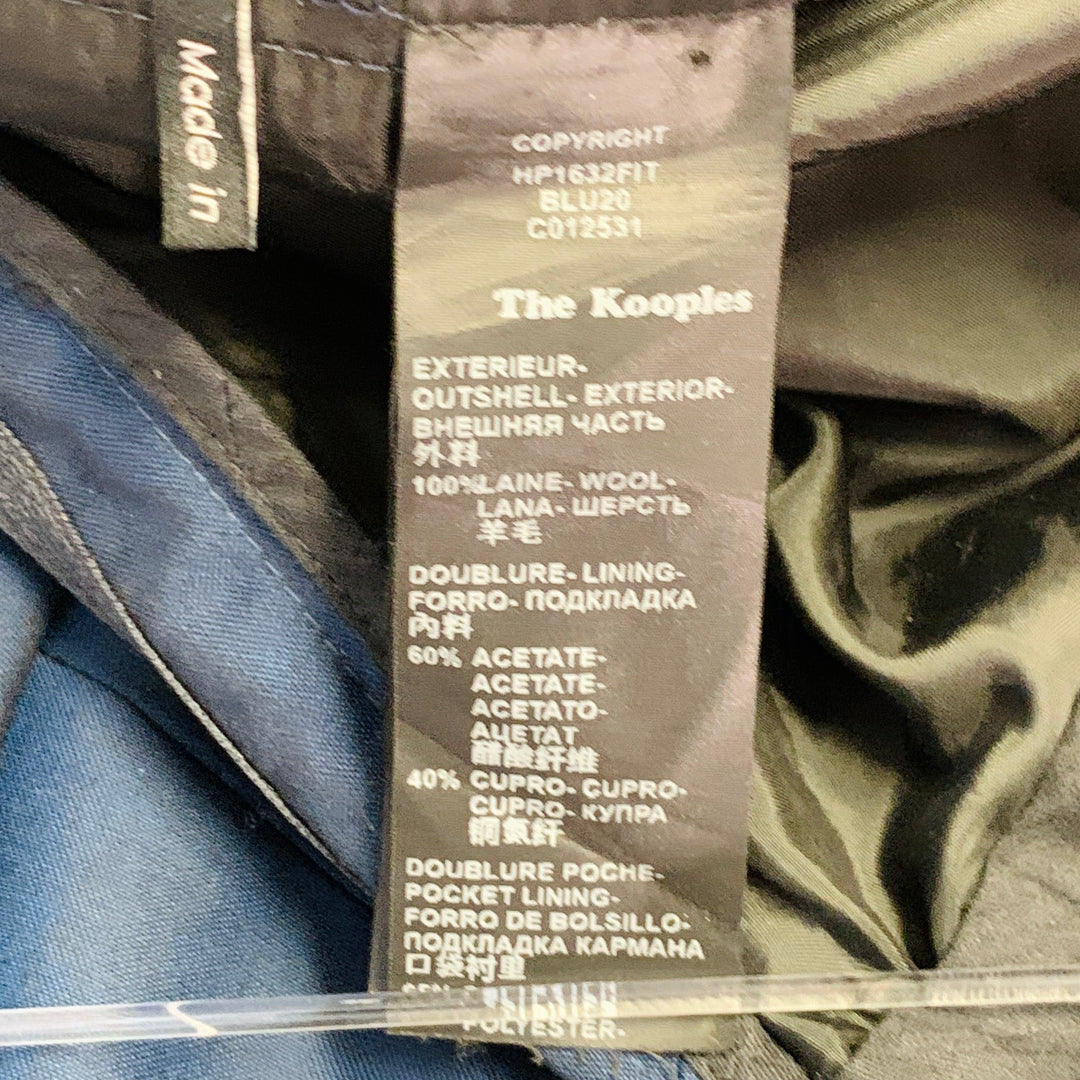 Made in
COPYRIGHT
HP1632FIT
BLU20
C012531
The Kooples
EXTERIEUR-
OUTSHELL- EXTERIOR-
ВНЕШНЯЯ ЧАСТЬ
外料
100%LAINE- WOOL-
LANA- ШЕРСТЬ
羊毛
DOUBLURE- LINING-
FORRO- ПОДКЛАДКА
內料
60% ACETATE-
ACETATE-
ACETATO-
АЦЕТАТ
醋酸纤维
40% CUPRO- CUPRO-
CUPRO- КУПРА
铜氨纤
DOUBLURE POCHE-
POCKET LINING-
FORRO DE BOLSILLO-
ПОДКЛАДКА КАРМАНА
口袋衬里
POLYESTER-